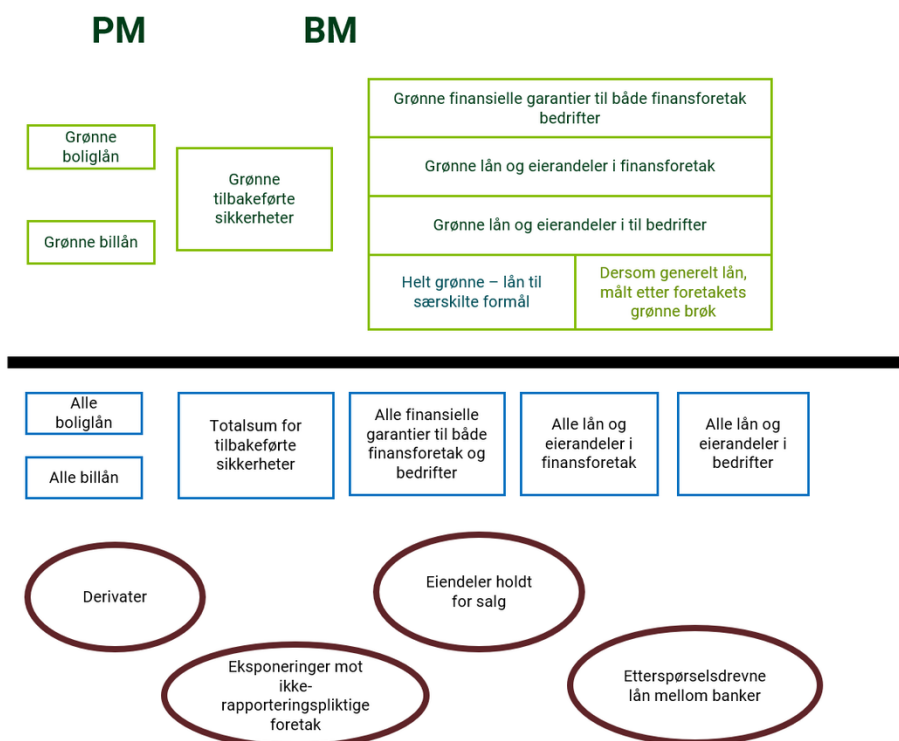 PM
BM
Grønne
boliglån
Grønne billån
Grønne
tilbakeførte
sikkerheter
Grønne finansielle garantier til både finansforetak
bedrifter
Grønne lån og eierandeler i finansforetak
Grønne lån og eierandeler i til bedrifter
Helt grønne – lån til
særskilte formål
Dersom generelt lån,
målt etter foretakets
grønne brøk
Alle
boliglån
Alle billån
Totalsum for
tilbakeførte
sikkerheter
Alle finansielle
garantier til både
finansforetak og
bedrifter
Alle lån og
eierandeler i
finansforetak
Alle lån og
eierandeler i
bedrifter
Derivater
Eksponeringer mot
ikke-
rapporteringspliktige
foretak
Eiendeler holdt
for salg
Etterspørselsdrevne
lån mellom banker